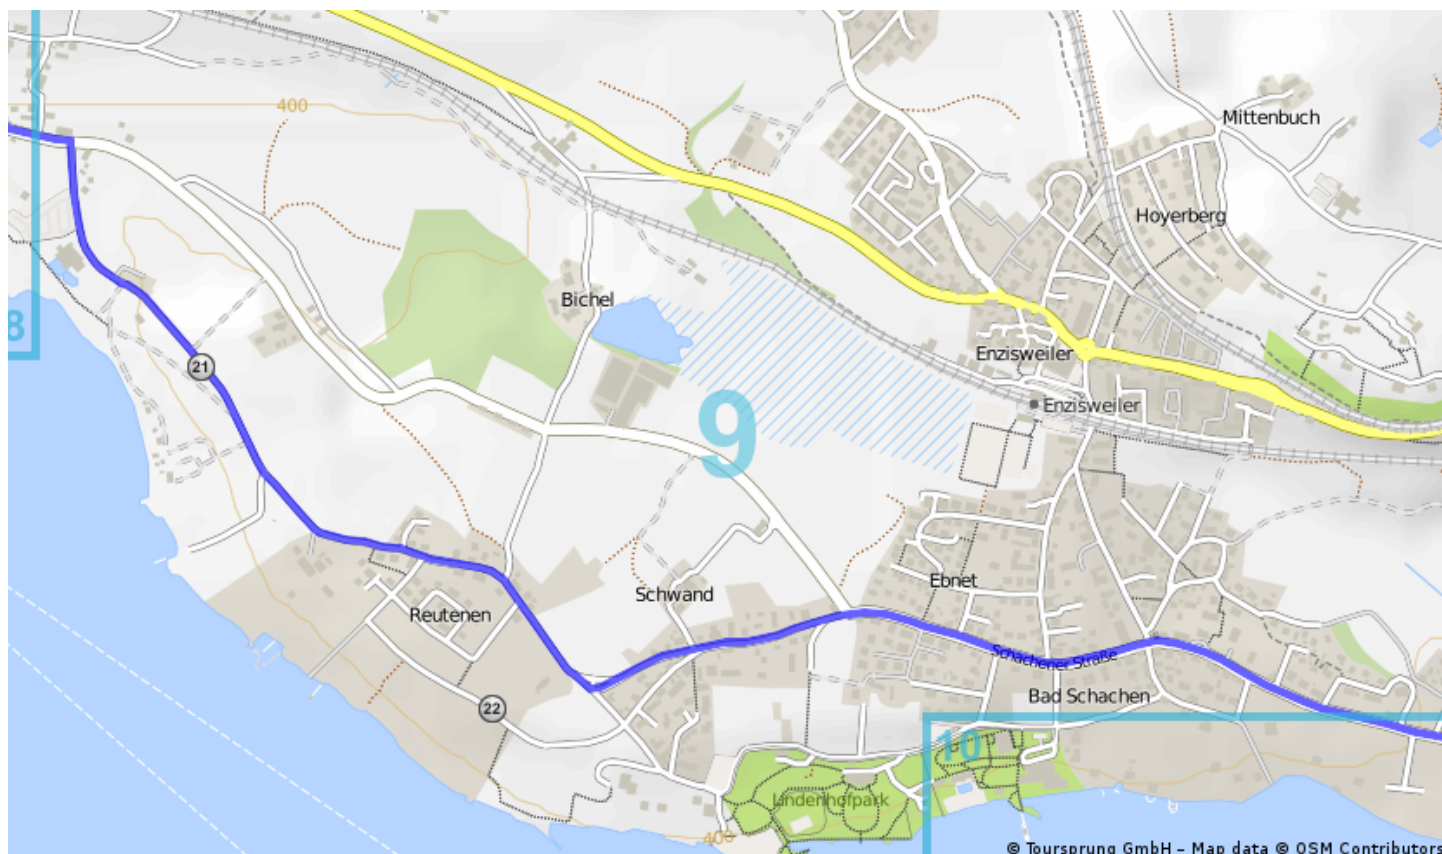 400
Mittenbuch
Hoyerberg
Bichel
8
Enzisweiler
21
Enzisweiler
9
Ebnet
Schwand
Reutenen
Schachener Straße
Bad Schachen
22
10
Lindenhofpark
400
© Toursprung GmbH – Map data © OSM Contributors